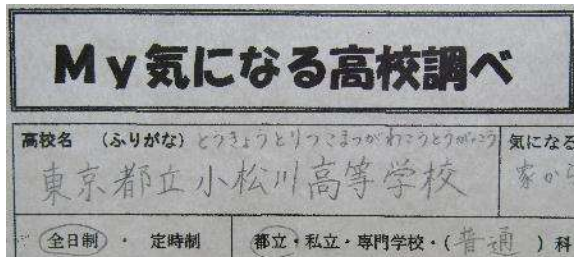 My気になる高校調べ
高校名 (ふりがな) とうきょうとりつこまつがわこうとうがっこう 気になる
東京都立小松川高等学校 家から
全日制 ・ 定時制 都立・私立・専門学校・( 普通 ) 科